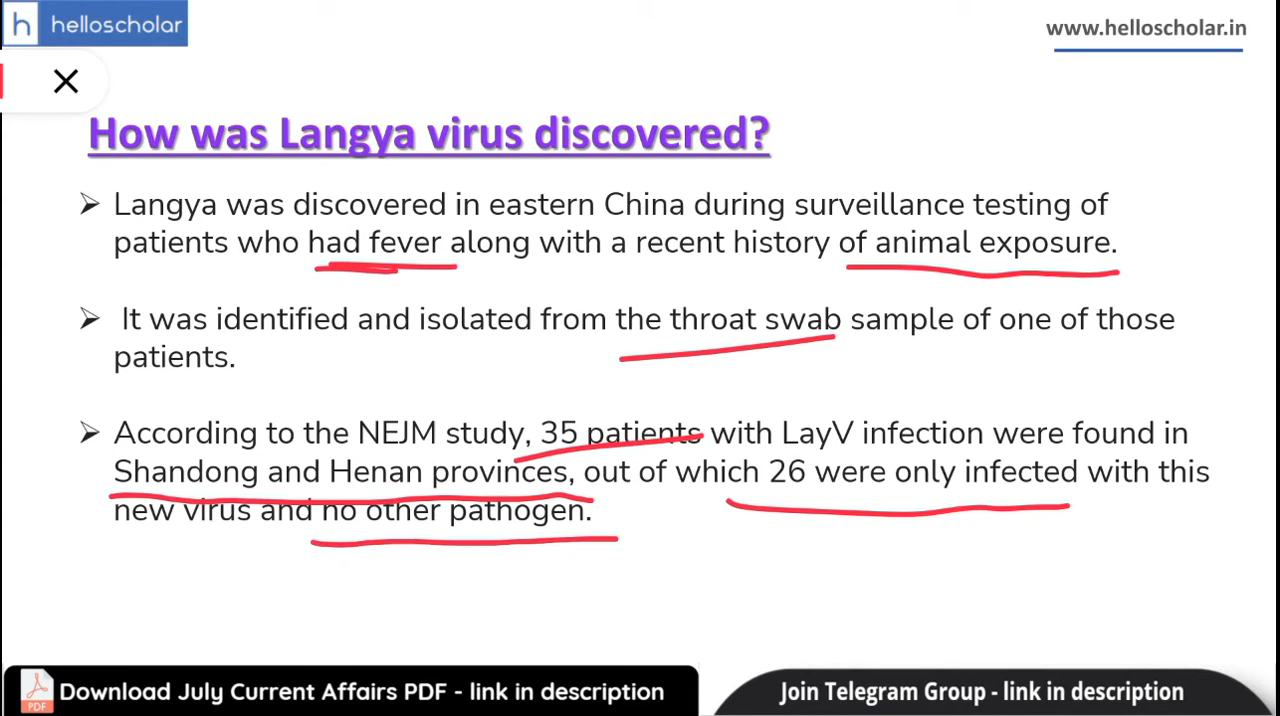 h helloscholar
www.helloscholar.in
How was Langya virus discovered?
➢ Langya was discovered in eastern China during surveillance testing of
patients who had fever along with a recent history of animal exposure.
➢ It was identified and isolated from the throat swab sample of one of those
patients.
➢ According to the NEJM study, 35 patients with LayV infection were found in
Shandong and Henan provinces, out of which 26 were only infected with this
new virus and no other pathogen.
PDF Download July Current Affairs PDF - link in description
Join Telegram Group - link in description